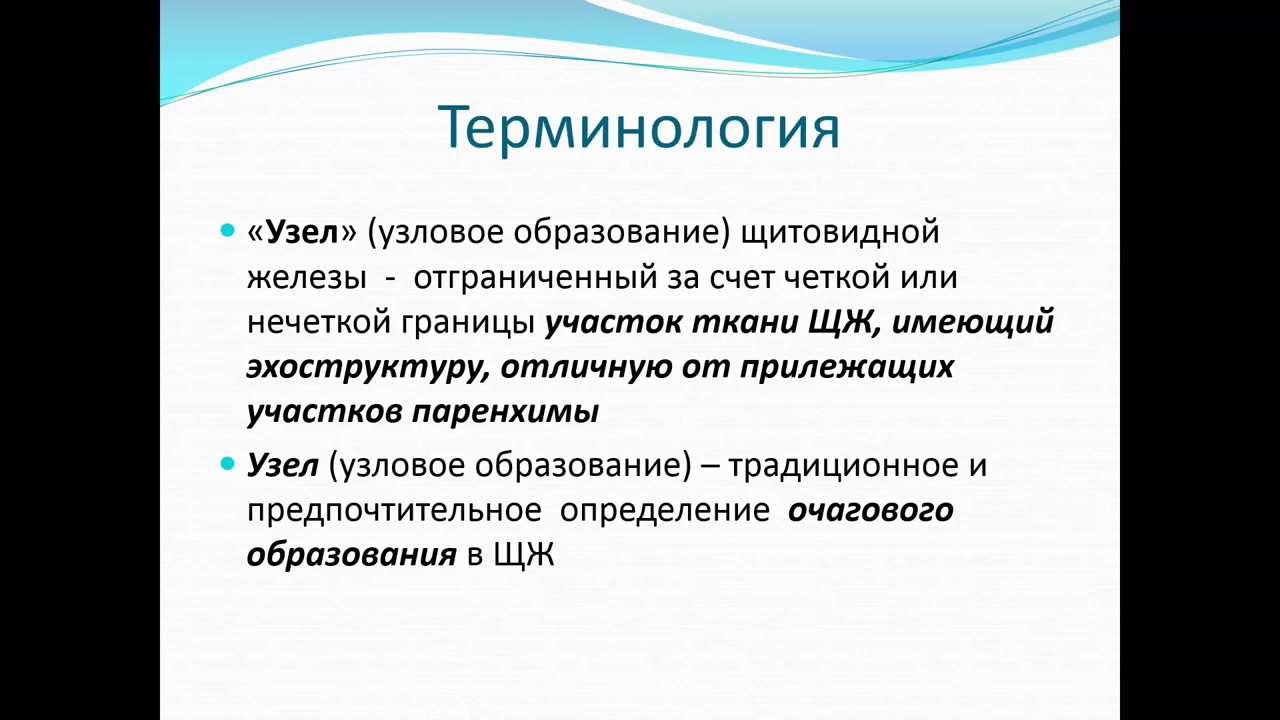 Терминология
«Узел» (узловое образование) щитовидной
железы - отграниченный за счет четкой или
нечеткой границы участок ткани ЩЖ, имеющий
эхоструктуру, отличную от прилежащих
участков паренхимы
Узел (узловое образование) – традиционное и
предпочтительное определение очагового
образования в ЩЖ